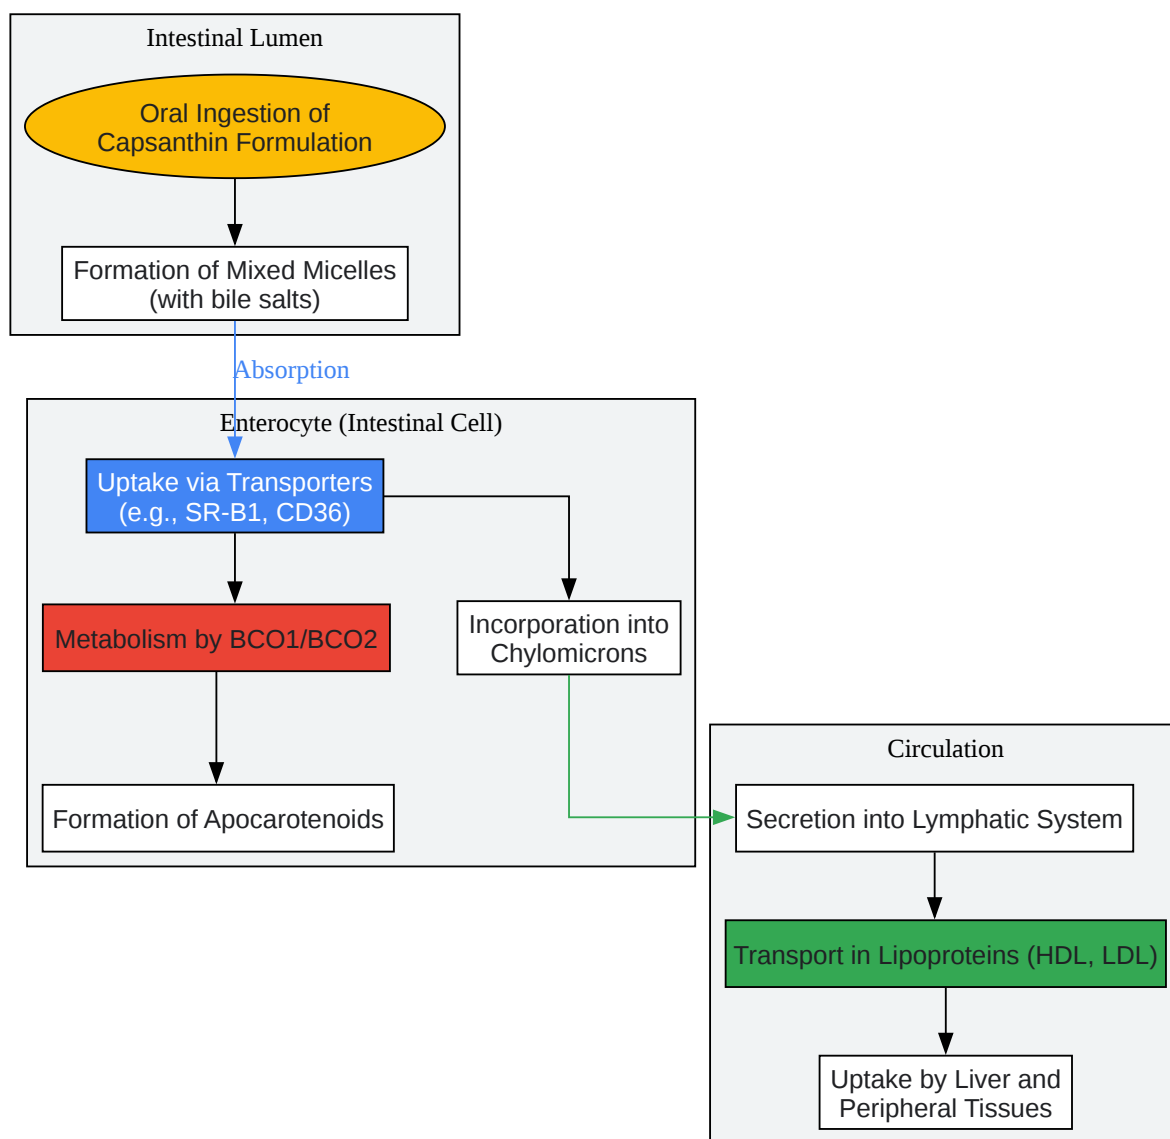 Intestinal Lumen
Oral Ingestion of
Capsanthin Formulation
Formation of Mixed Micelles
(with bile salts)
Absorption
Enterocyte (Intestinal Cell)
Uptake via Transporters
(e.g., SR-B1, CD36)
Metabolism by BCO1/BCO2
Incorporation into
Chylomicrons
Formation of Apocarotenoids
Circulation
Secretion into Lymphatic System
Transport in Lipoproteins (HDL, LDL)
Uptake by Liver and
Peripheral Tissues